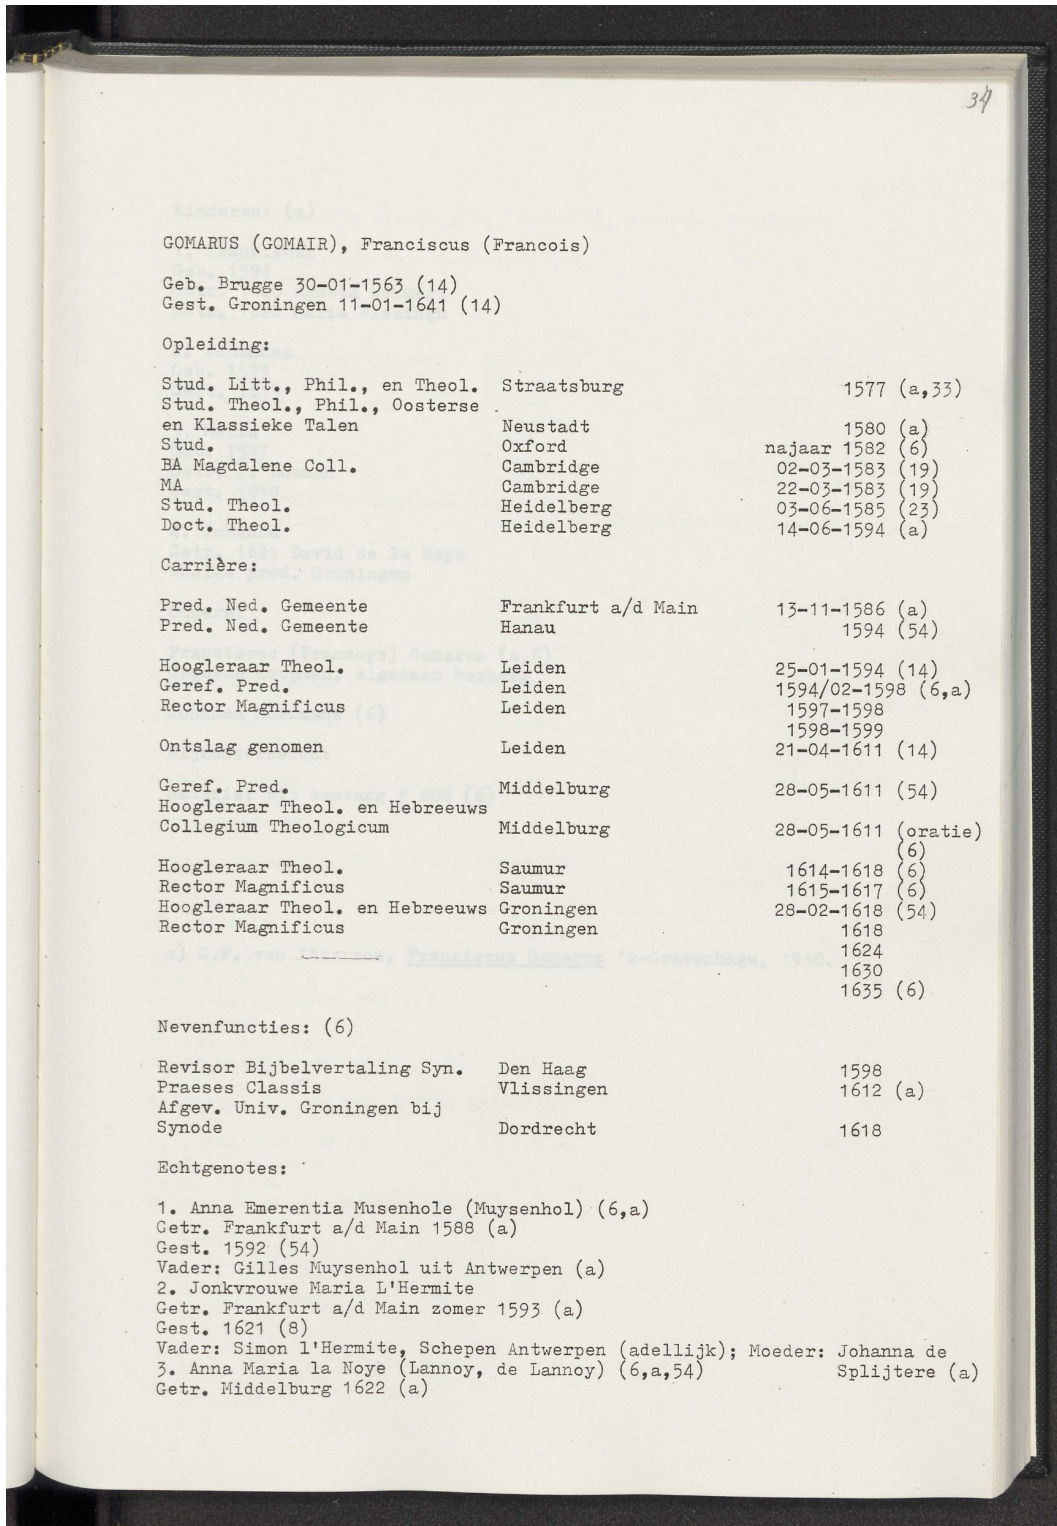 34
GOMARUS (GOMAIR), Franciscus (Francois)
Geb. Brugge 30-01-1563 (14)
Gest. Groningen 11-01-1641 (14)
Opleiding:
Stud. Litt., Phil., en Theol. Straatsburg 1577 (a,33)
Stud. Theol., Phil., Oosterse
en Klassieke Talen Neustadt 1580 (a)
Stud. Oxford najaar 1582 (6)
BA Magdalene Coll. Cambridge 02-03-1583 (19)
MA Cambridge 22-03-1583 (19)
Stud. Theol. Heidelberg 03-06-1585 (23)
Doct. Theol. Heidelberg 14-06-1594 (a)
Carrière:
Pred. Ned. Gemeente Frankfurt a/d Main 13-11-1586 (a)
Pred. Ned. Gemeente Hanau 1594 (54)
Hoogleraar Theol. Leiden 25-01-1594 (14)
Geref. Pred. Leiden 1594/02-1598 (6,a)
Rector Magnificus Leiden 1597-1598
1598-1599
Ontslag genomen Leiden 21-04-1611 (14)
Geref. Pred. Middelburg 28-05-1611 (54)
Hoogleraar Theol. en Hebreeuws
Collegium Theologicum Middelburg 28-05-1611 (oratie)
(6)
Hoogleraar Theol. Saumur 1614-1618 (6)
Rector Magnificus Saumur 1615-1617 (6)
Hoogleraar Theol. en Hebreeuws Groningen 28-02-1618 (54)
Rector Magnificus Groningen 1618
1624
1630
1635 (6)
Nevenfuncties: (6)
Revisor Bijbelvertaling Syn. Den Haag 1598
Praeses Classis Vlissingen 1612 (a)
Afgev. Univ. Groningen bij
Synode Dordrecht 1618
Echtgenotes:
1. Anna Emerentia Musenhole (Muysenhol) (6,a)
Getr. Frankfurt a/d Main 1588 (a)
Gest. 1592 (54)
Vader: Gilles Muysenhol uit Antwerpen (a)
2. Jonkvrouwe Maria L'Hermite
Getr. Frankfurt a/d Main zomer 1593 (a)
Gest. 1621 (8)
Vader: Simon l'Hermite, Schepen Antwerpen (adellijk); Moeder: Johanna de
3. Anna Maria la Noye (Lannoy, de Lannoy) (6,a,54) Splijtere (a)
Getr. Middelburg 1622 (a)